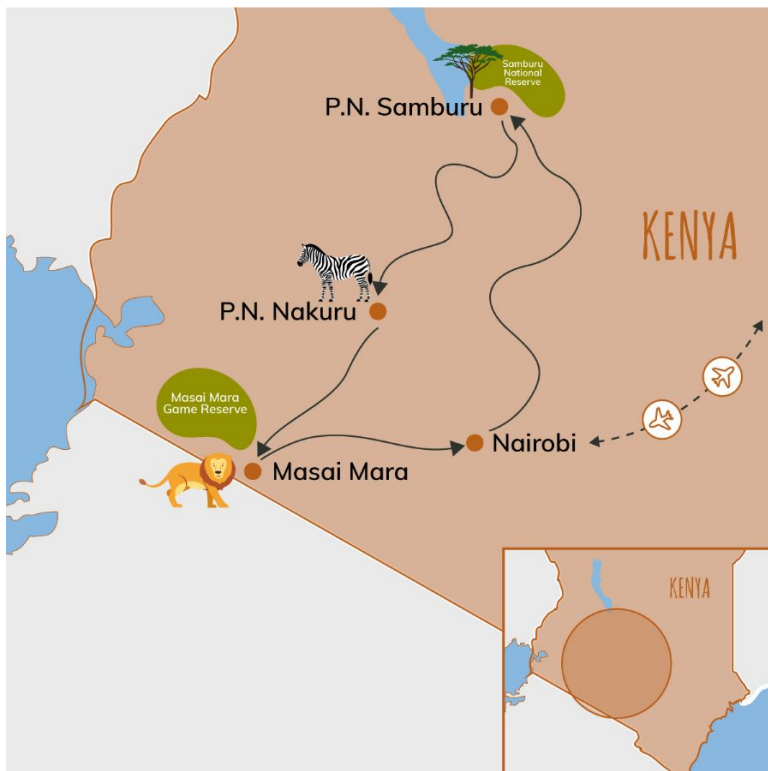 Samburu
National
Reserve
P.N. Samburu
KENYA
P.N. Nakuru
Masai Mara
Game Reserve
Nairobi
Masai Mara
KENYA